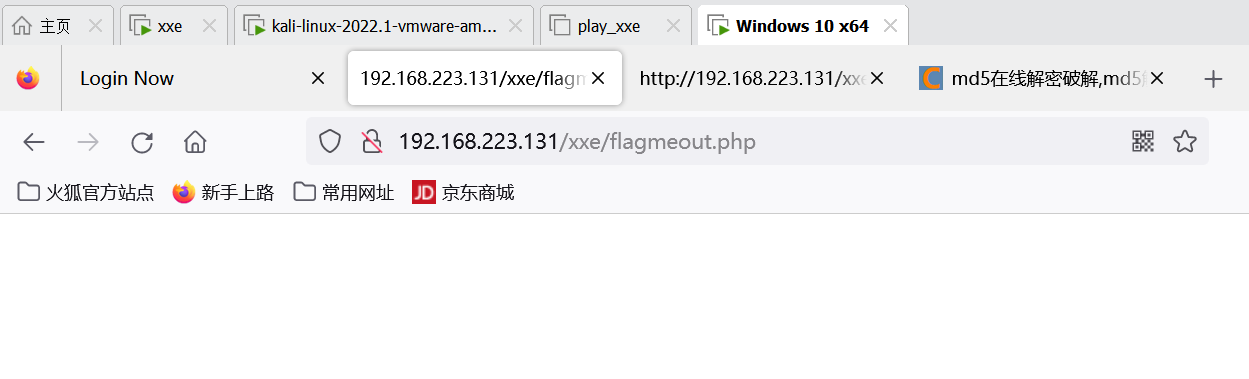 主页 xxe kali-linux-2022.1-vmware-am... play_xxe Windows 10 x64
Login Now 192.168.223.131/xxe/flagm http://192.168.223.131/xxe md5在线解密破解,md5
192.168.223.131/xxe/flagmeout.php
火狐官方站点 新手上路 常用网址 JD 京东商城